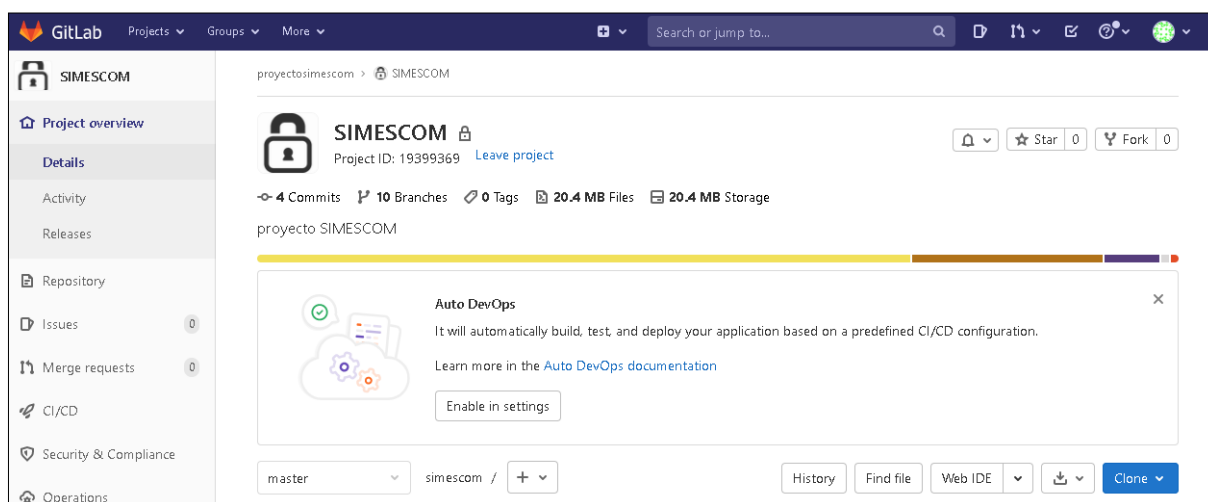 GitLab Projects Groups More Search or jump to...
SIMESCOM
proyectosimescom > SIMESCOM
Project overview
Details
Activity
Releases
Repository
Issues 0
Merge requests 0
CI/CD
Security & Compliance
Operations
SIMESCOM
Project ID: 19399369 Leave project
Star 0 Fork 0
4 Commits 10 Branches 0 Tags 20.4 MB Files 20.4 MB Storage
proyecto SIMESCOM
Auto DevOps
It will automatically build, test, and deploy your application based on a predefined CI/CD configuration.
Learn more in the Auto DevOps documentation
Enable in settings
master simescom / + History Find file Web IDE Clone